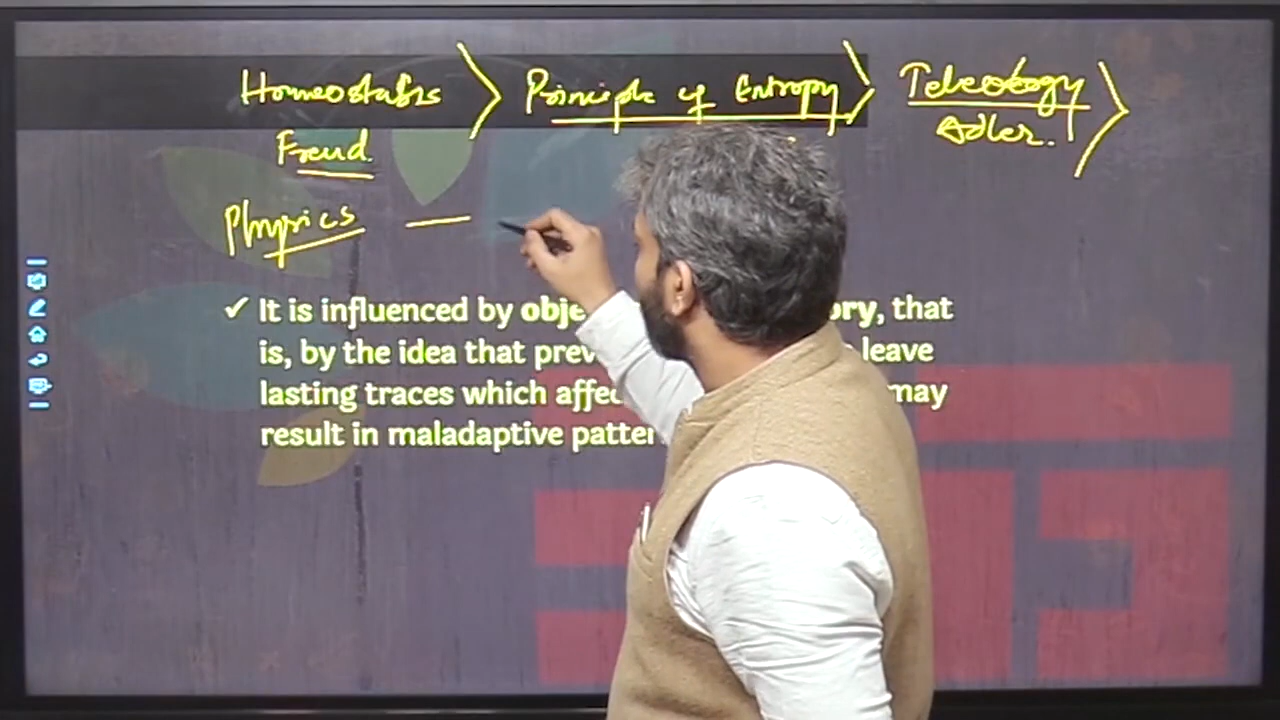 Homeostasis > Principle of Entropy > Teleology >
Freud. Adler.
Physics —
✓ It is influenced by obje ory, that
is, by the idea that prev leave
lasting traces which affec may
result in maladaptive patter